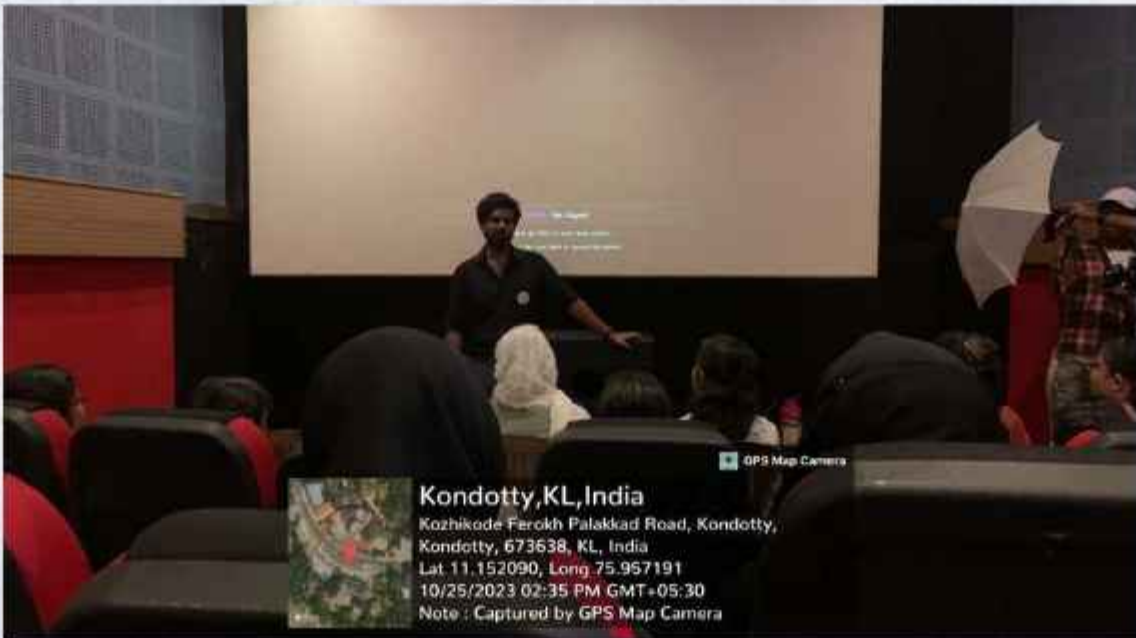 GPS Map Camera
Kondotty,KL,India
Kozhikode Ferokh Palakkad Road, Kondotty,
Kondotty, 673638, KL, India
Lat 11.152090, Long 75.957191
10/25/2023 02:35 PM GMT+05:30
Note : Captured by GPS Map Camera